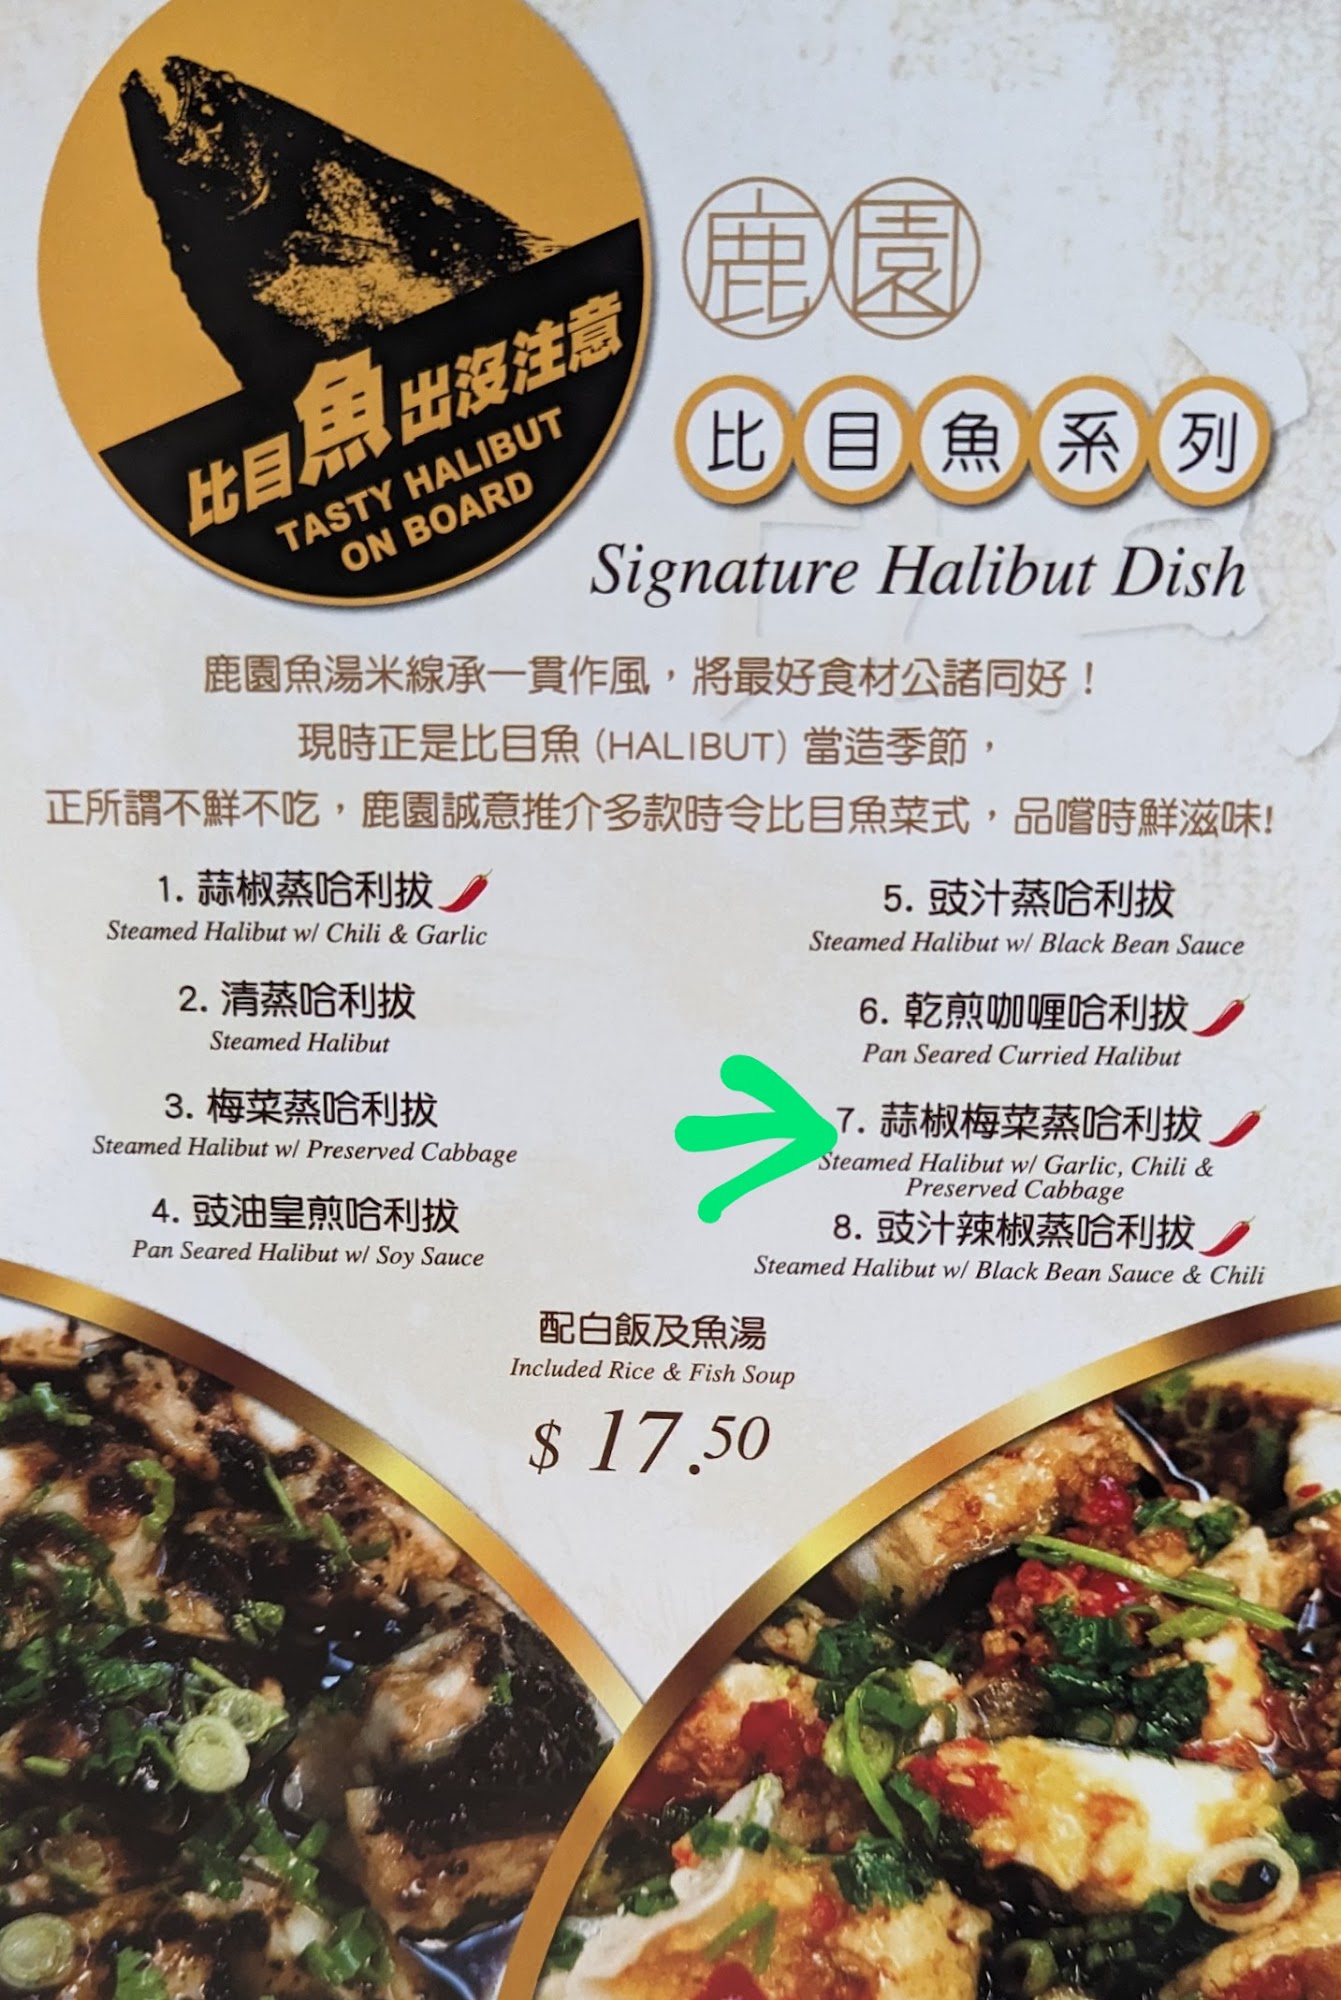 比目魚出沒注意
TASTY HALIBUT
ON BOARD
鹿園
比目魚系列
Signature Halibut Dish
鹿園魚湯米線承一貫作風，將最好食材公諸同好！
現時正是比目魚 (HALIBUT) 當造季節，
正所謂不鮮不吃，鹿園誠意推介多款時令比目魚菜式，品嚐時鮮滋味!
1. 蒜椒蒸哈利拔
Steamed Halibut w/ Chili & Garlic
2. 清蒸哈利拔
Steamed Halibut
3. 梅菜蒸哈利拔
Steamed Halibut w/ Preserved Cabbage
4. 豉油皇煎哈利拔
Pan Seared Halibut w/ Soy Sauce
5. 豉汁蒸哈利拔
Steamed Halibut w/ Black Bean Sauce
6. 乾煎咖喱哈利拔
Pan Seared Curried Halibut
7. 蒜椒梅菜蒸哈利拔
Steamed Halibut w/ Garlic, Chili &
Preserved Cabbage
8. 豉汁辣椒蒸哈利拔
Steamed Halibut w/ Black Bean Sauce & Chili
配白飯及魚湯
Included Rice & Fish Soup
$ 17.50